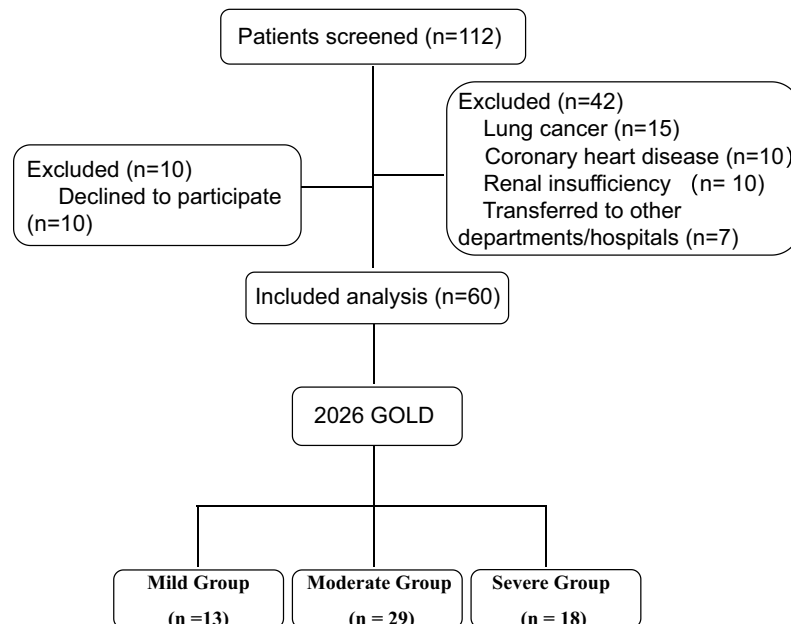 Patients screened (n=112)
Excluded (n=42)
Lung cancer (n=15)
Coronary heart disease (n=10)
Renal insufficiency (n= 10)
Transferred to other
departments/hospitals (n=7)
Excluded (n=10)
Declined to participate
(n=10)
Included analysis (n=60)
2026 GOLD
Mild Group
(n =13)
Moderate Group
(n = 29)
Severe Group
(n = 18)